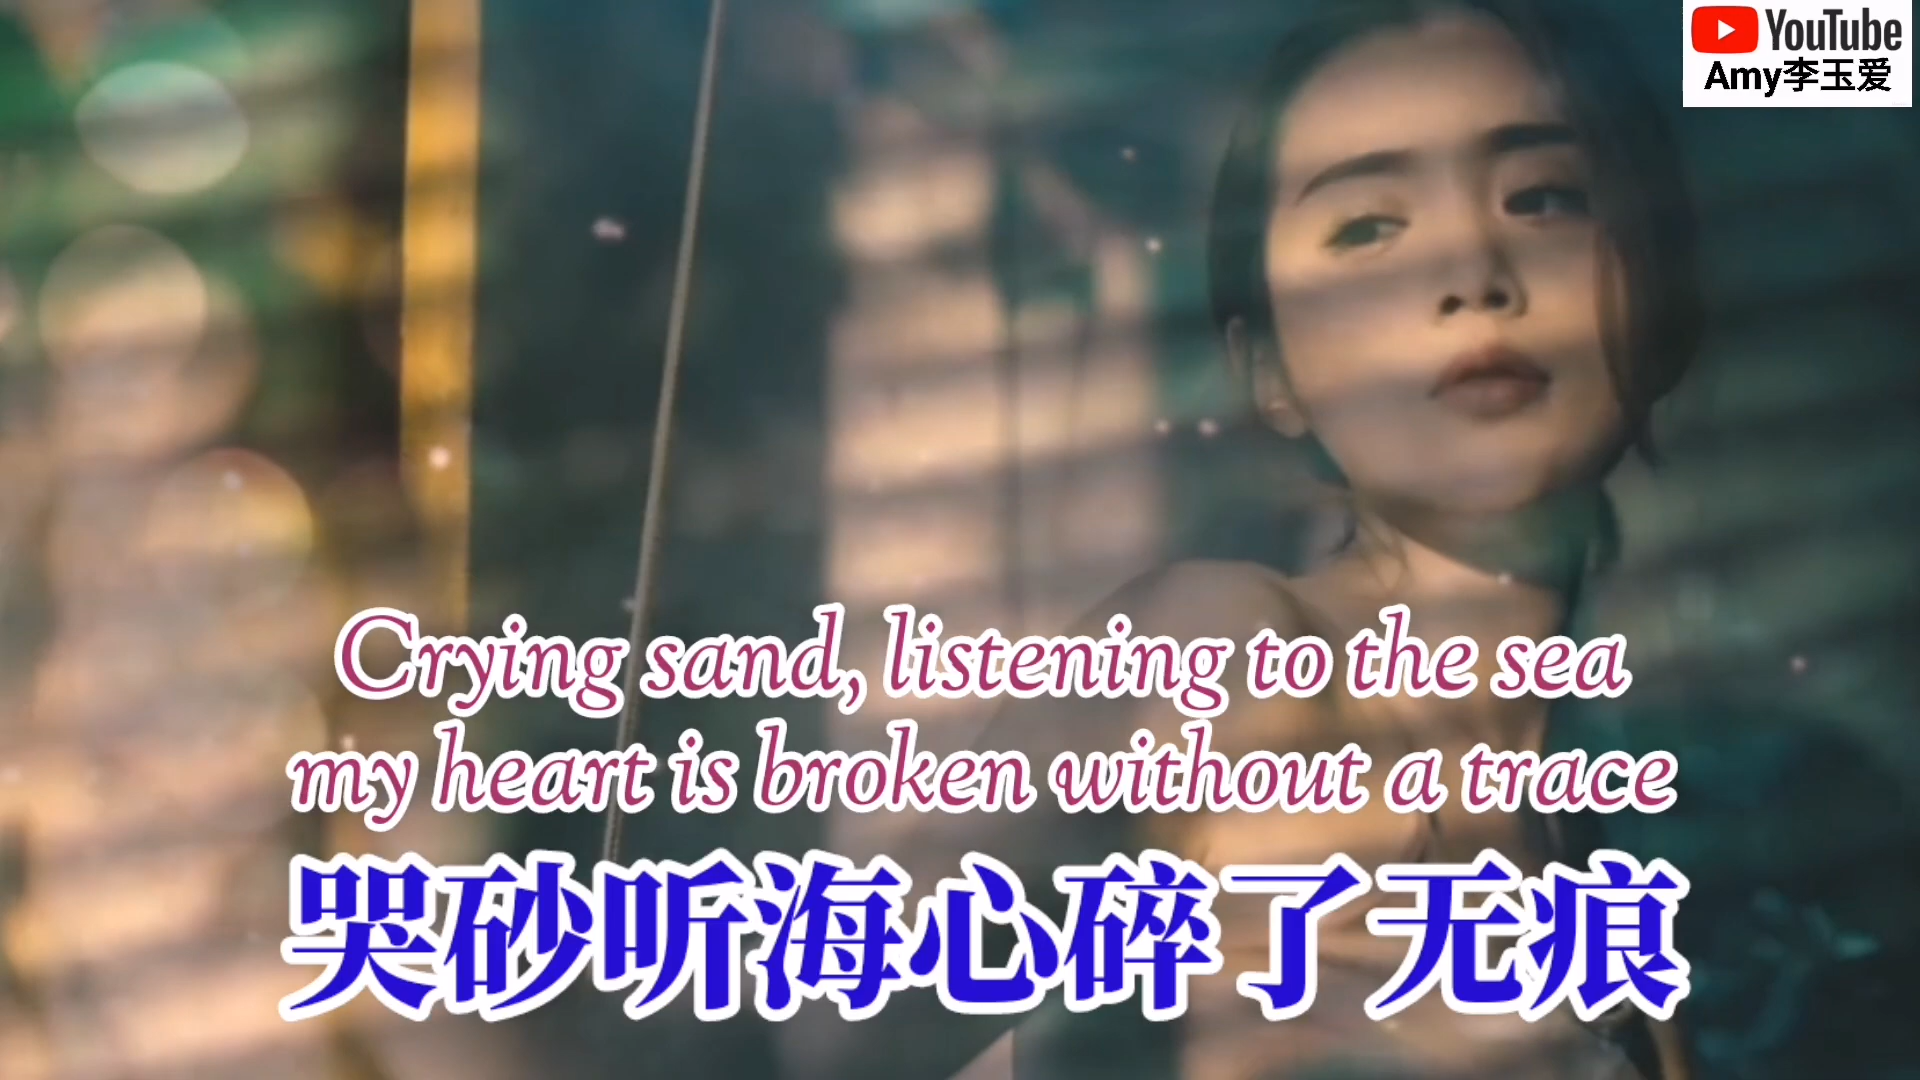 YouTube
Amy李玉爱
Crying sand, listening to the sea
my heart is broken without a trace
哭砂听海心碎了无痕